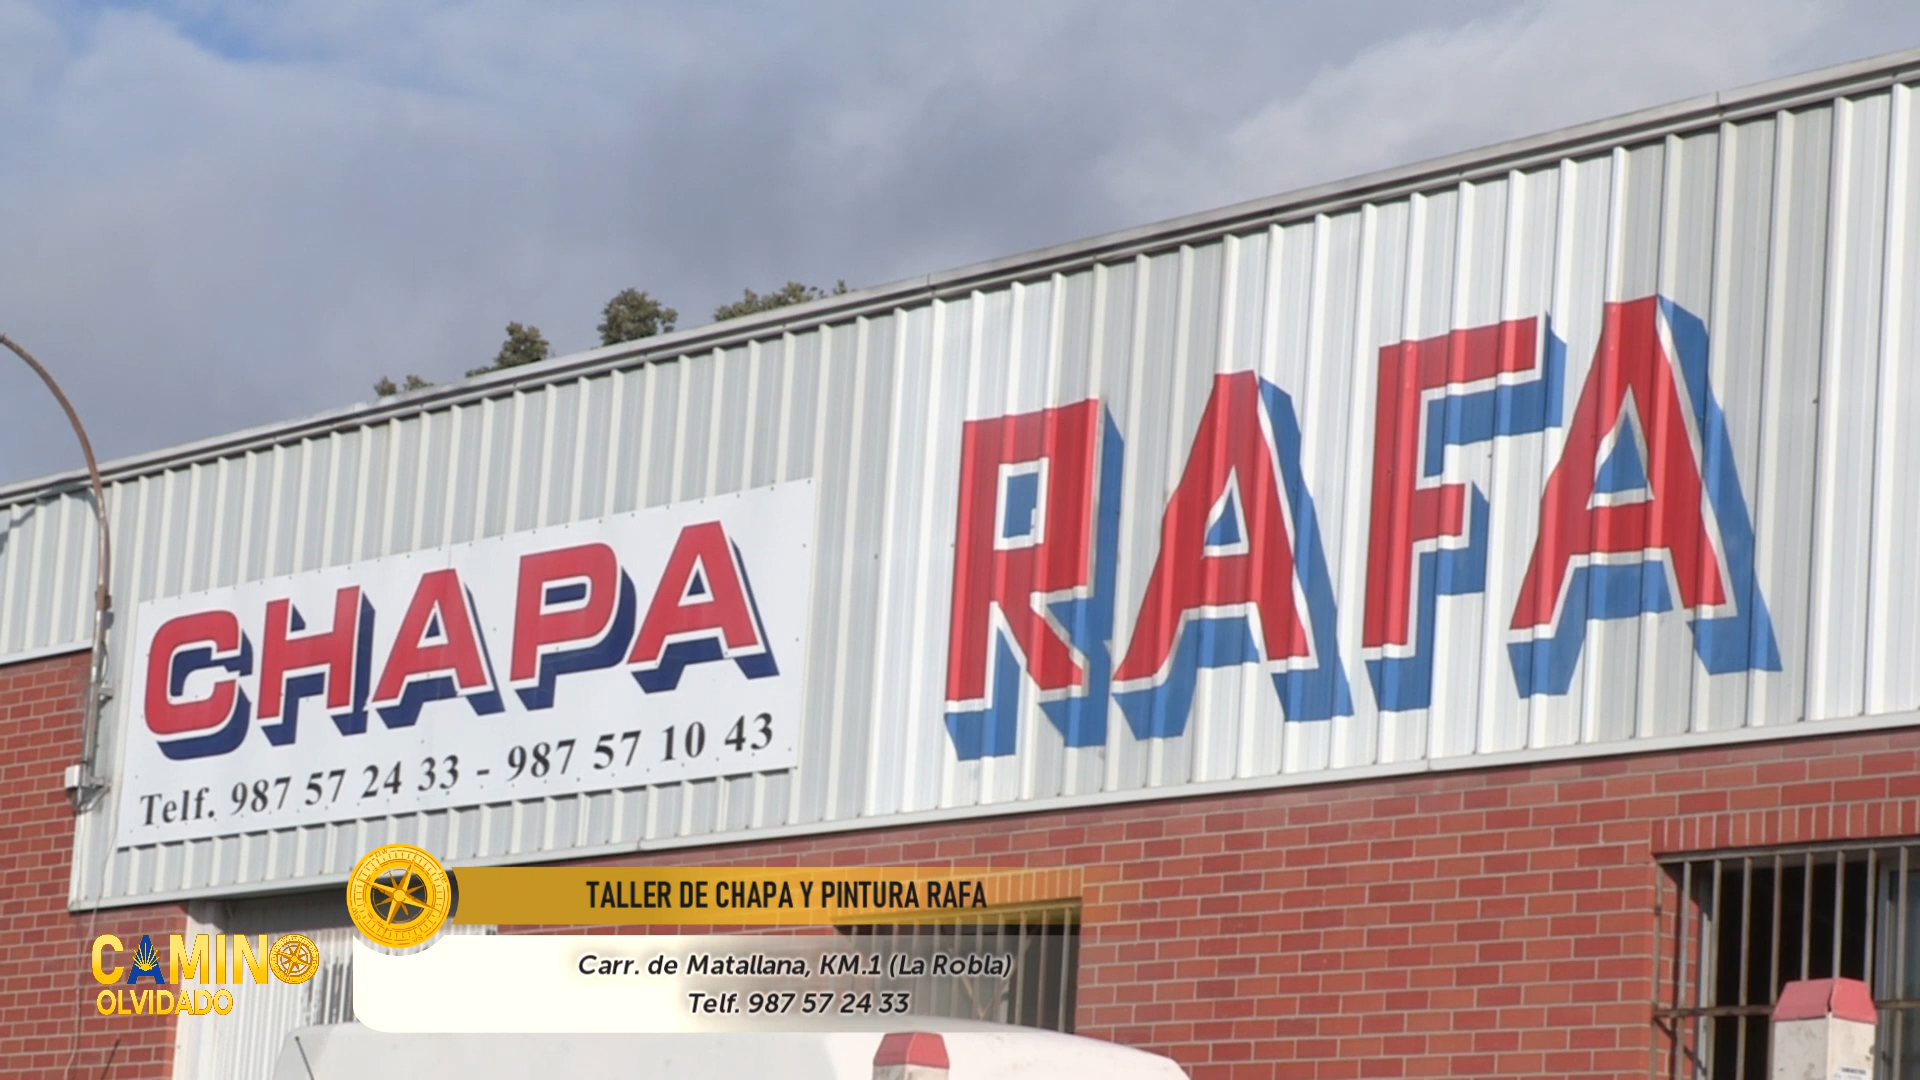 RAFA
CHAPA
Telf. 987 57 24 33 - 987 57 10 43
TALLER DE CHAPA Y PINTURA RAFA
Carr. de Matallana, KM.1 (La Robla)
Telf. 987 57 24 33
CAMINO
OLVIDADO